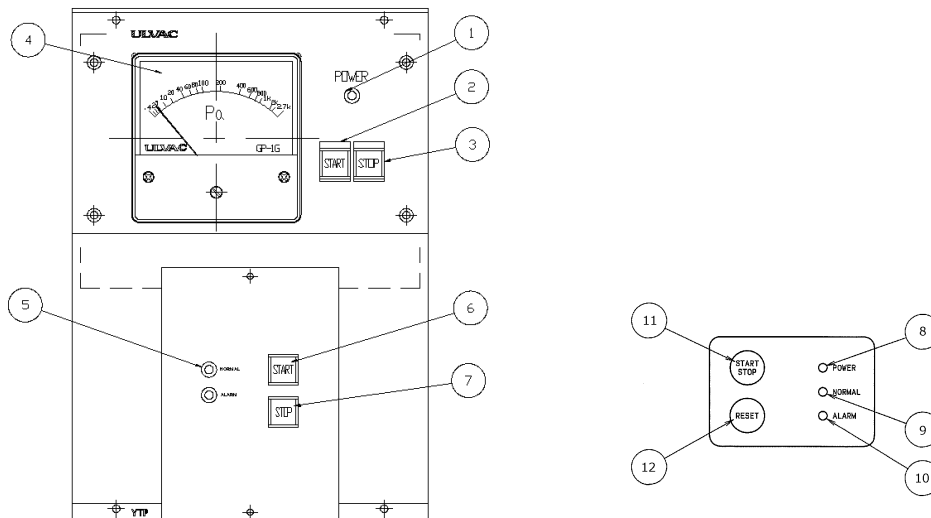 ULVAC
4
1
POWER
2
10 20 40 60 80 100 200 400 600 800 1K 2.7K
Pa
3
ULVAC GP-1G
START STOP
5
6
NORMAL
START
ALARM
7
STOP
YTP
11
8
START
STOP
POWER
NORMAL
9
RESET
ALARM
12
10